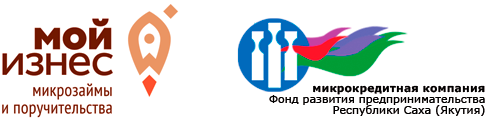 мой
изнес
микрозаймы
и поручительства
микрокредитная компания
Фонд развития предпринимательства
Республики Саха (Якутия)